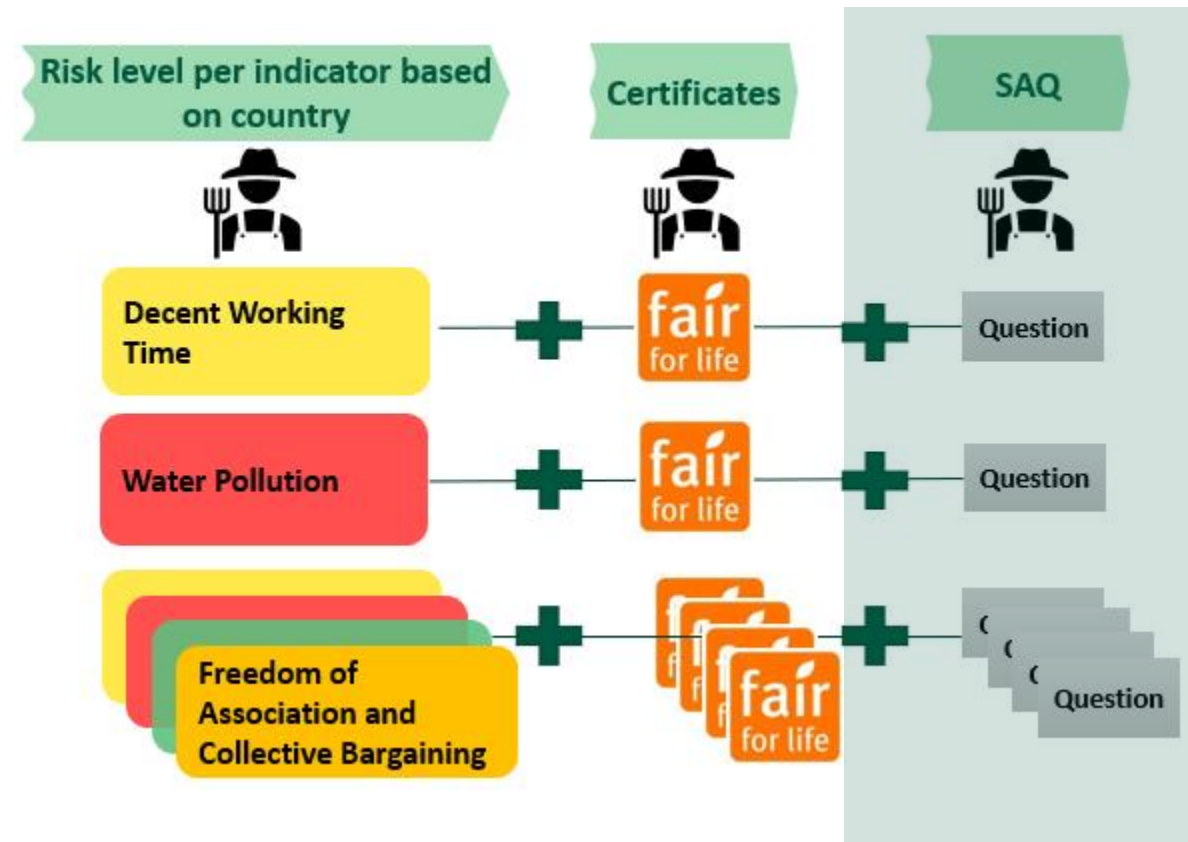 Risk level per indicator based
on country
Certificates
SAQ
Decent Working
Time
fair
for life
Question
Water Pollution
fair
for life
Question
Freedom of
Association and
Collective Bargaining
fair
for life
Question